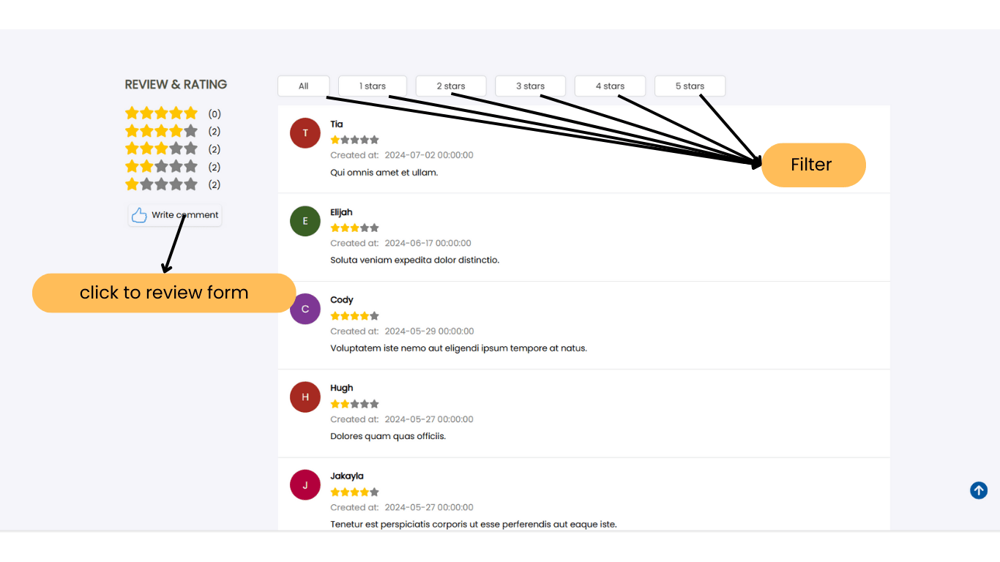 REVIEW & RATING
(0)
(2)
(2)
(2)
(2)
Write comment
click to review form
All 1 stars 2 stars 3 stars 4 stars 5 stars
Filter
T
Tia
Created at: 2024-07-02 00:00:00
Qui omnis amet et ullam.
E
Elijah
Created at: 2024-06-17 00:00:00
Soluta veniam expedita dolor distinctio.
C
Cody
Created at: 2024-05-29 00:00:00
Voluptatem iste nemo aut eligendi ipsum tempore at natus.
H
Hugh
Created at: 2024-05-27 00:00:00
Dolores quam quas officiis.
J
Jakayla
Created at: 2024-05-27 00:00:00
Tenetur est perspiciatis corporis ut esse perferendis aut eaque iste.